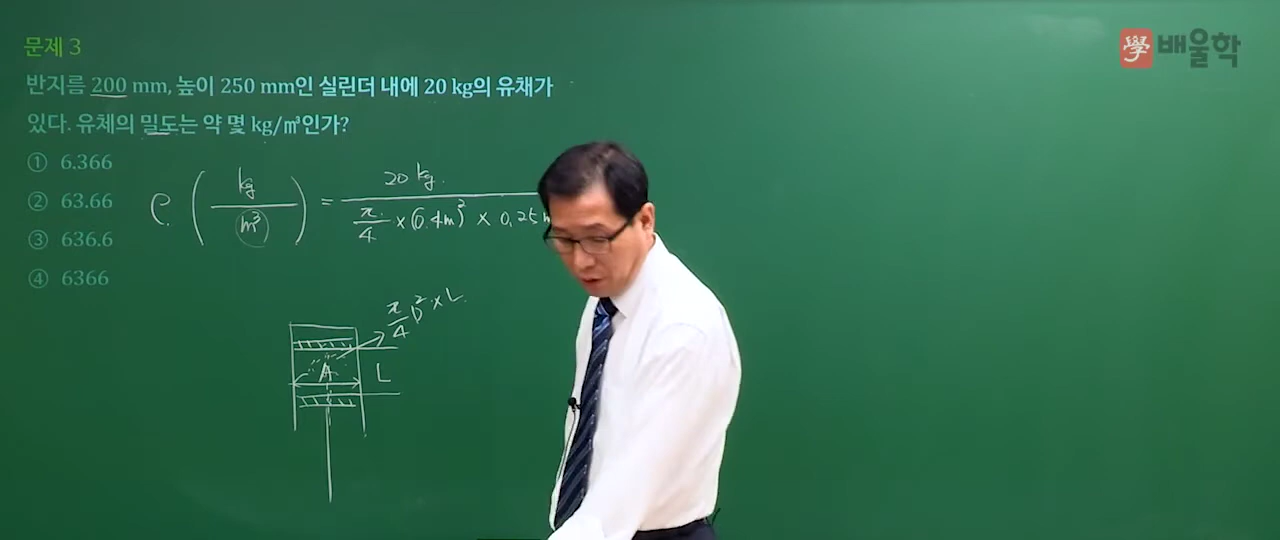 學 배울학
문제 3
반지름 200 mm, 높이 250 mm인 실린더 내에 20 kg의 유채가
있다. 유체의 밀도는 약 몇 kg/㎥인가?
① 6.366
② 63.66
③ 636.6
④ 6366
ρ (kg/m³) = 20 kg / π/4 × (0.4m)² × 0.25m
π/4 D² × L
A L